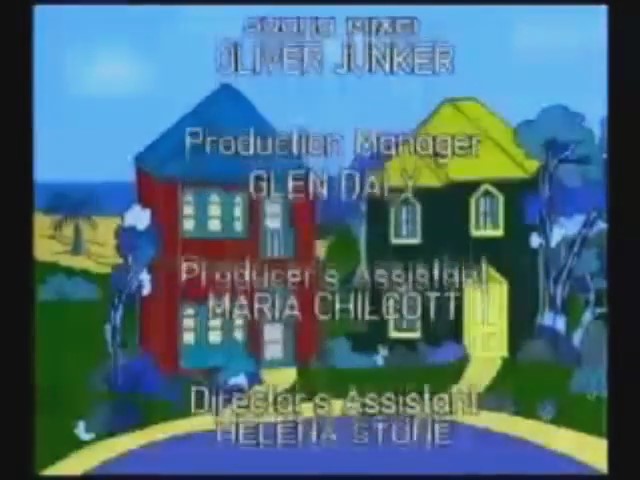 OLIVER JUNKER
Production Manager
GLEN DALY
Producer's Assistant
MARIA CHILCOTT
Director's Assistant
HELENA STONE